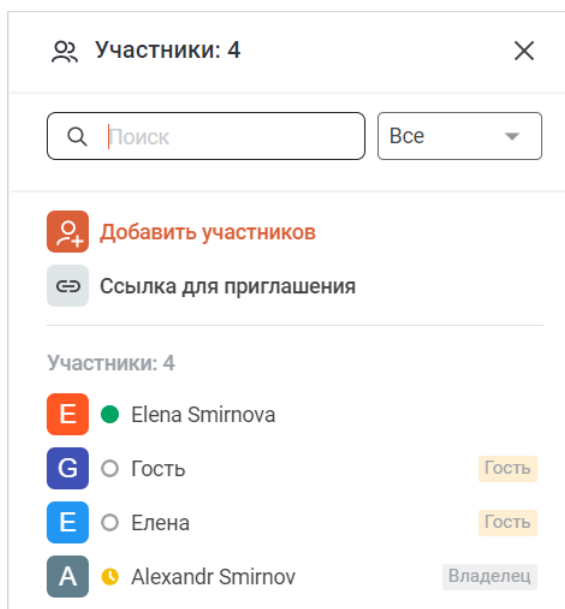 Участники: 4
Поиск
Все
Добавить участников
Ссылка для приглашения
Участники: 4
E Elena Smirnova
G Гость Гость
E Елена Гость
A Alexandr Smirnov Владелец